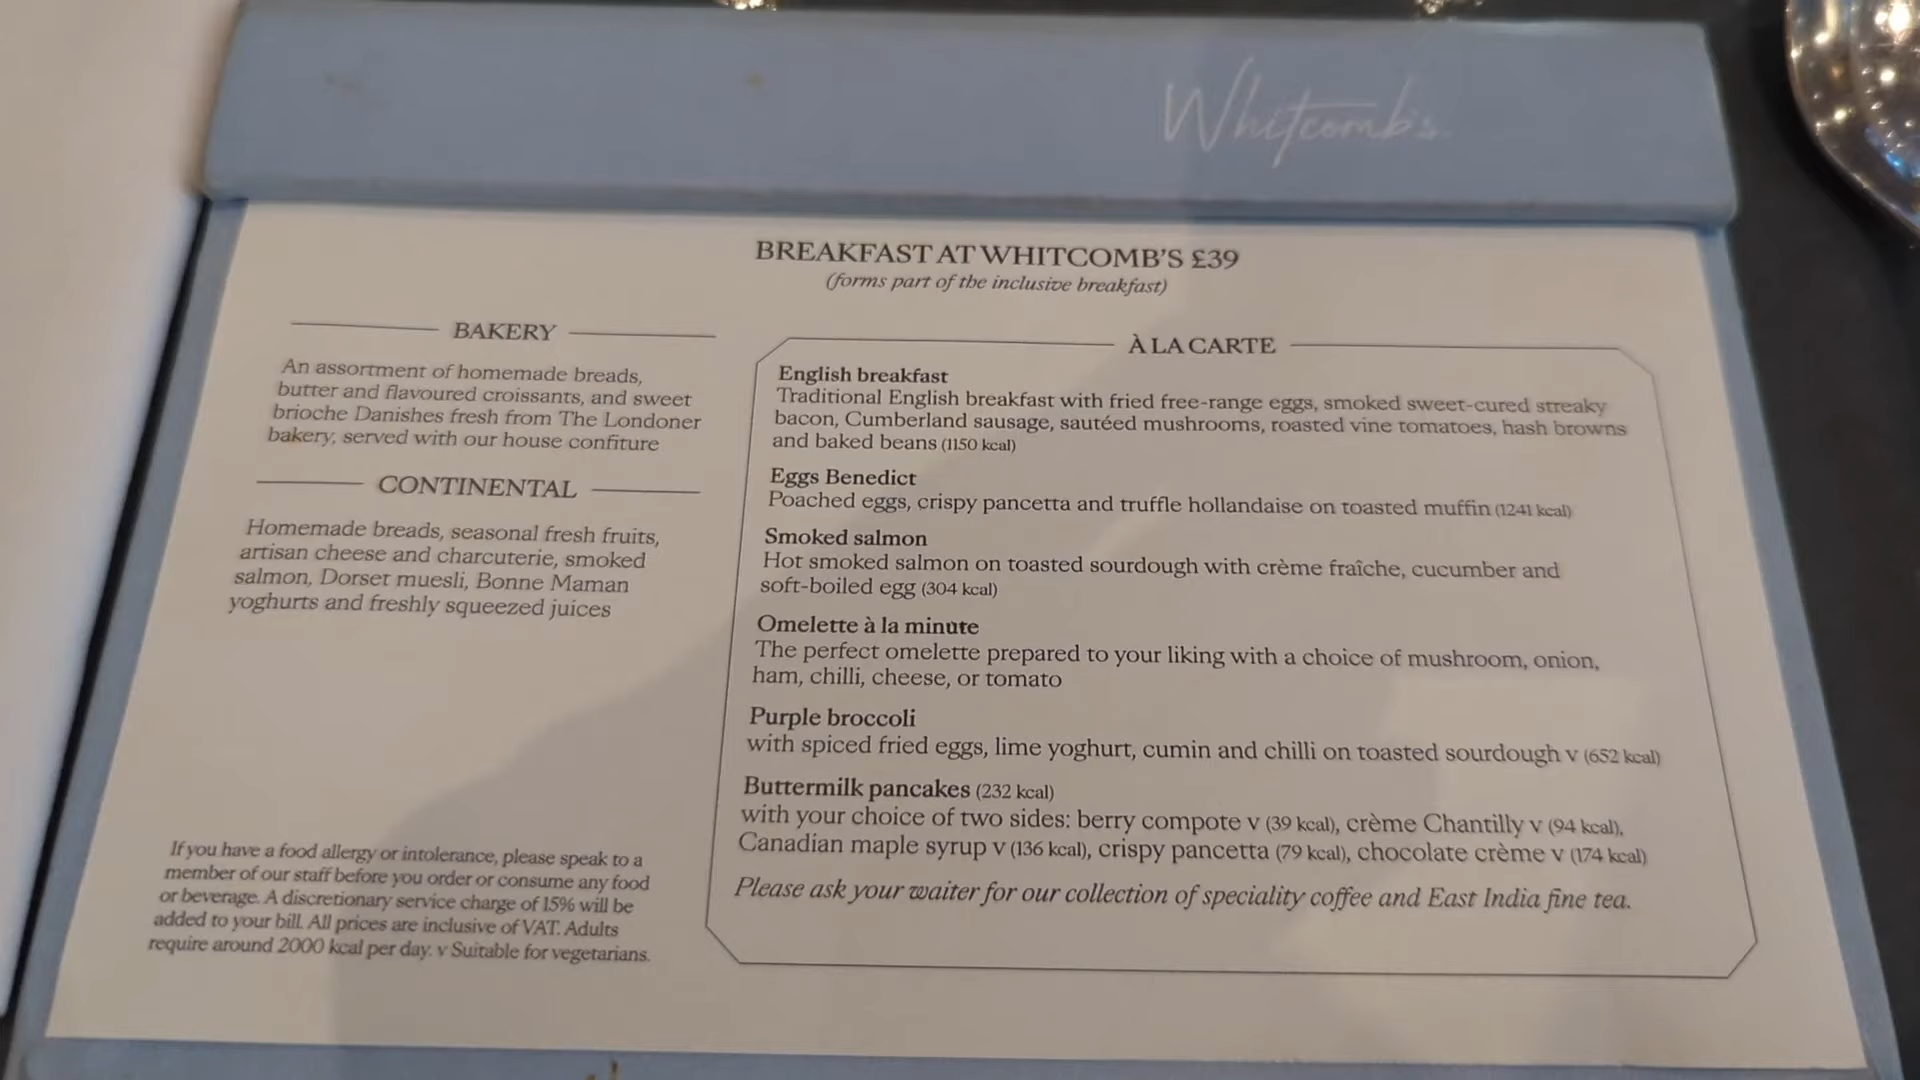 Whitcomb's
BREAKFAST AT WHITCOMB'S £39
(forms part of the inclusive breakfast)
BAKERY
An assortment of homemade breads,
butter and flavoured croissants, and sweet
brioche Danishes fresh from The Londoner
bakery, served with our house confiture
CONTINENTAL
Homemade breads, seasonal fresh fruits,
artisan cheese and charcuterie, smoked
salmon, Dorset muesli, Bonne Maman
yoghurts and freshly squeezed juices
If you have a food allergy or intolerance, please speak to a
member of our staff before you order or consume any food
or beverage. A discretionary service charge of 15% will be
added to your bill. All prices are inclusive of VAT. Adults
require around 2000 kcal per day. v Suitable for vegetarians.
À LA CARTE
English breakfast
Traditional English breakfast with fried free-range eggs, smoked sweet-cured streaky
bacon, Cumberland sausage, sautéed mushrooms, roasted vine tomatoes, hash browns
and baked beans (1150 kcal)
Eggs Benedict
Poached eggs, crispy pancetta and truffle hollandaise on toasted muffin (1241 kcal)
Smoked salmon
Hot smoked salmon on toasted sourdough with crème fraîche, cucumber and
soft-boiled egg (304 kcal)
Omelette à la minute
The perfect omelette prepared to your liking with a choice of mushroom, onion,
ham, chilli, cheese, or tomato
Purple broccoli
with spiced fried eggs, lime yoghurt, cumin and chilli on toasted sourdough v (652 kcal)
Buttermilk pancakes (232 kcal)
with your choice of two sides: berry compote v (39 kcal), crème Chantilly v (94 kcal),
Canadian maple syrup v (136 kcal), crispy pancetta (79 kcal), chocolate crème v (174 kcal)
Please ask your waiter for our collection of speciality coffee and East India fine tea.